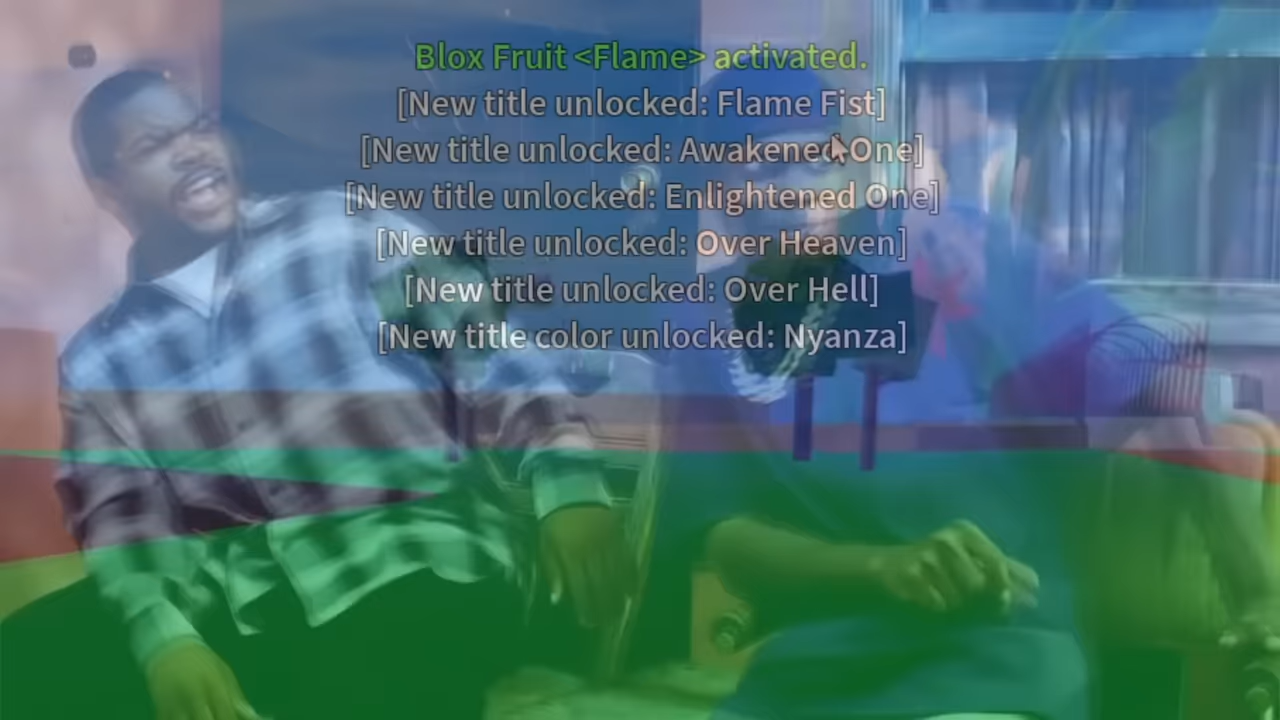 Blox Fruit <Flame> activated.
[New title unlocked: Flame Fist]
[New title unlocked: Awakened One]
[New title unlocked: Enlightened One]
[New title unlocked: Over Heaven]
[New title unlocked: Over Hell]
[New title color unlocked: Nyanza]